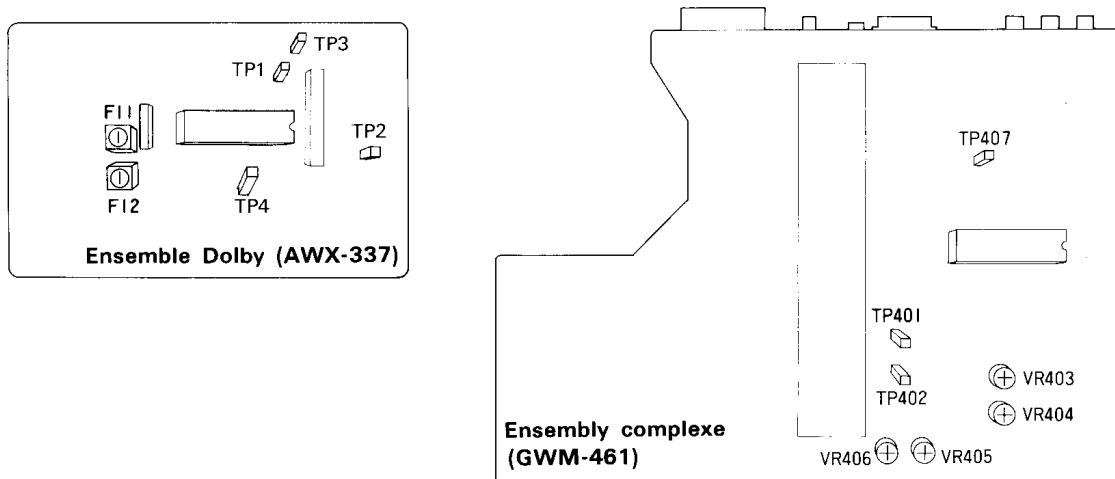 TP3
TP1
F11
TP2
F12
TP4
Ensemble Dolby (AWX-337)
TP407
TP401
TP402
VR403
VR404
Ensembly complexe
(GWM-461)
VR406
VR405